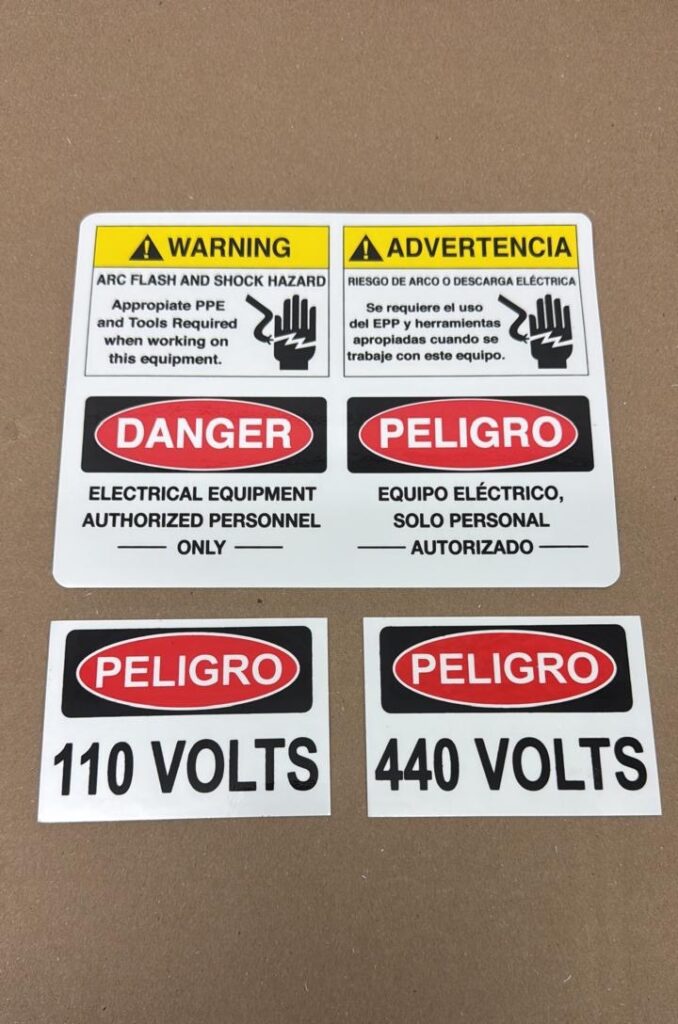 WARNING
ARC FLASH AND SHOCK HAZARD
Appropiate PPE
and Tools Required
when working on
this equipment.
ADVERTENCIA
RIESGO DE ARCO O DESCARGA ELÉCTRICA
Se requiere el uso
del EPP y herramientas
apropiadas cuando se
trabaje con este equipo.
DANGER
ELECTRICAL EQUIPMENT
AUTHORIZED PERSONNEL
ONLY
PELIGRO
EQUIPO ELÉCTRICO,
SOLO PERSONAL
AUTORIZADO
PELIGRO
110 VOLTS
PELIGRO
440 VOLTS